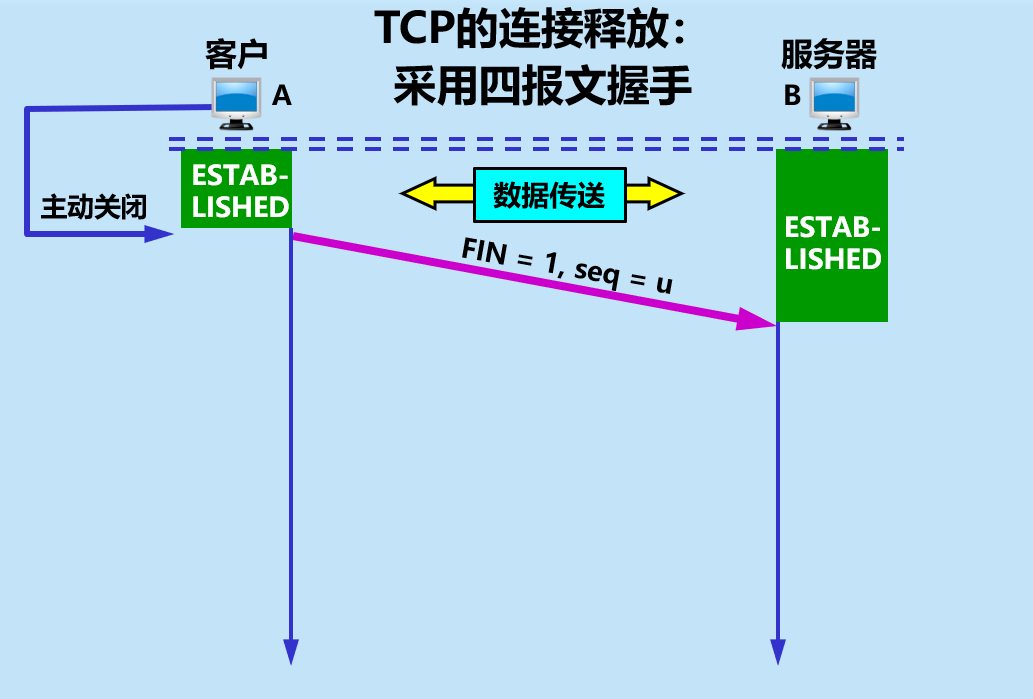 TCP的连接释放：
采用四报文握手
客户
服务器
A
B
ESTAB-
LISHED
数据传送
主动关闭
ESTAB-
LISHED
FIN = 1, seq = u